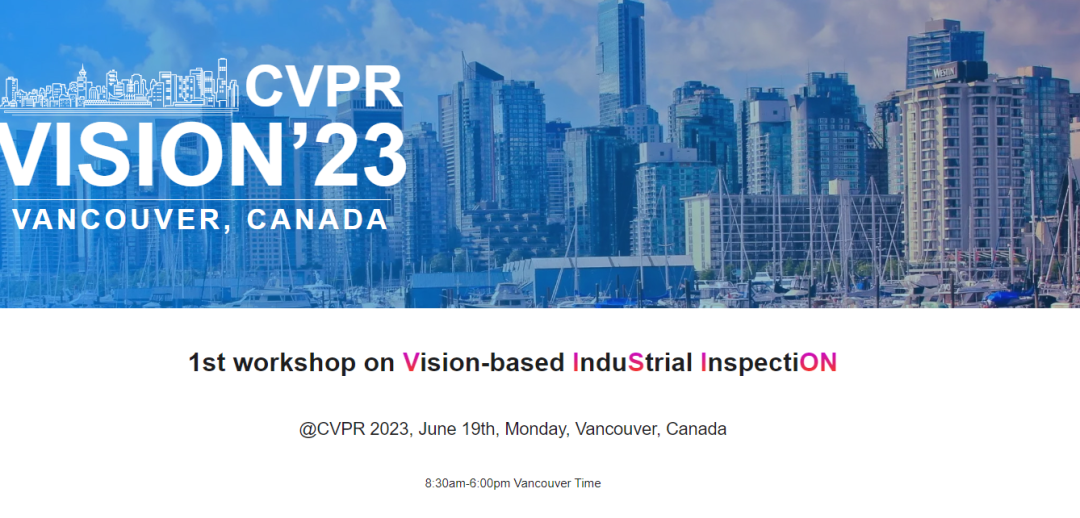 CVPR
VISION’23
VANCOUVER, CANADA
WESTIN
1st workshop on Vision-based InduStrial InspectiON
@CVPR 2023, June 19th, Monday, Vancouver, Canada
8:30am-6:00pm Vancouver Time